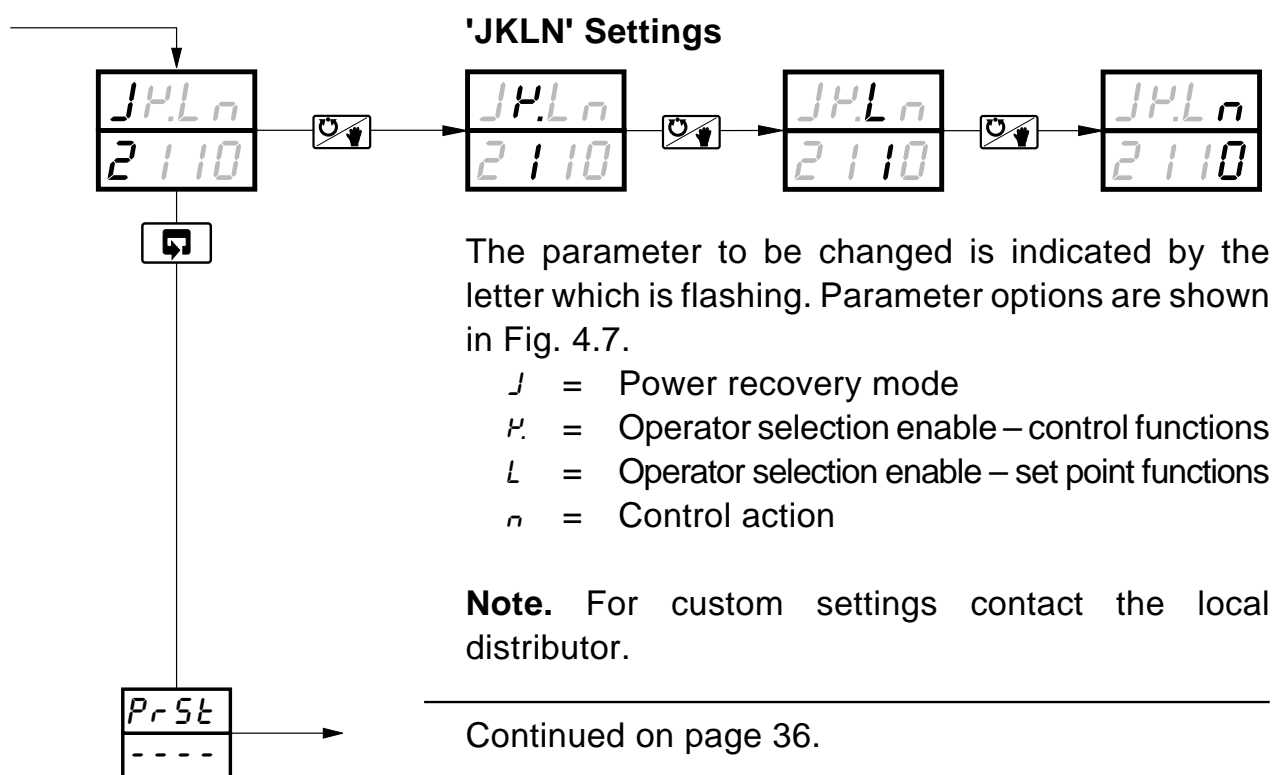 'JKLN' Settings
JK.Ln JK.Ln JK.Ln JK.Ln
2110 2110 2110 2110
The parameter to be changed is indicated by the
letter which is flashing. Parameter options are shown
in Fig. 4.7.
J = Power recovery mode
K. = Operator selection enable – control functions
L = Operator selection enable – set point functions
n = Control action
Note. For custom settings contact the local
distributor.
PrSt
----
Continued on page 36.